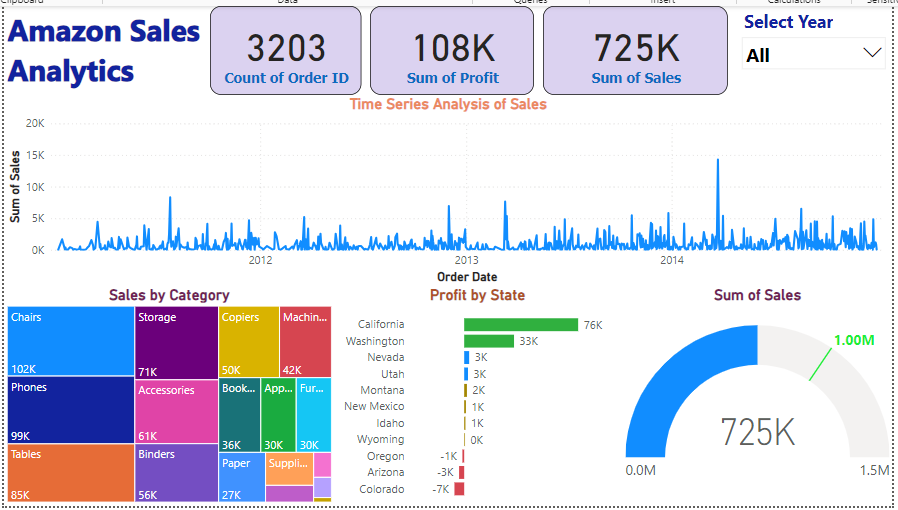 Data
Queries
Insert
Calculations
Amazon Sales
Analytics
3203
Count of Order ID
108K
Sum of Profit
725K
Sum of Sales
Select Year
All
Time Series Analysis of Sales
Sum of Sales
20K
15K
10K
5K
0K
2012
2013
2014
Order Date
Sales by Category
Chairs
102K
Phones
99K
Tables
85K
Storage
71K
Accessories
61K
Binders
56K
Copiers
50K
Machin...
42K
Book...
36K
App...
30K
Fur...
30K
Paper
27K
Suppli...
Profit by State
California 76K
Washington 33K
Nevada 3K
Utah 3K
Montana 2K
New Mexico 1K
Idaho 1K
Wyoming 0K
Oregon -1K
Arizona -3K
Colorado -7K
Sum of Sales
1.00M
725K
0.0M
1.5M